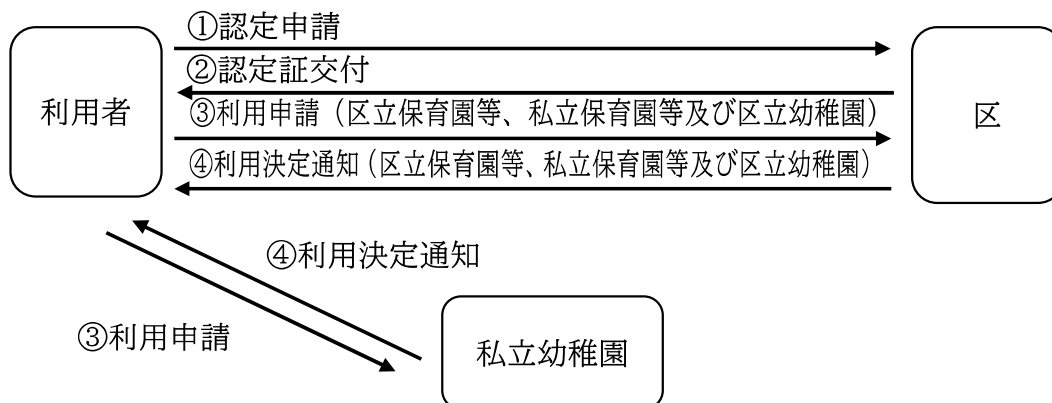 ①認定申請
②認定証交付
利用者
③利用申請（区立保育園等、私立保育園等及び区立幼稚園）
区
④利用決定通知（区立保育園等、私立保育園等及び区立幼稚園）
④利用決定通知
③利用申請
私立幼稚園